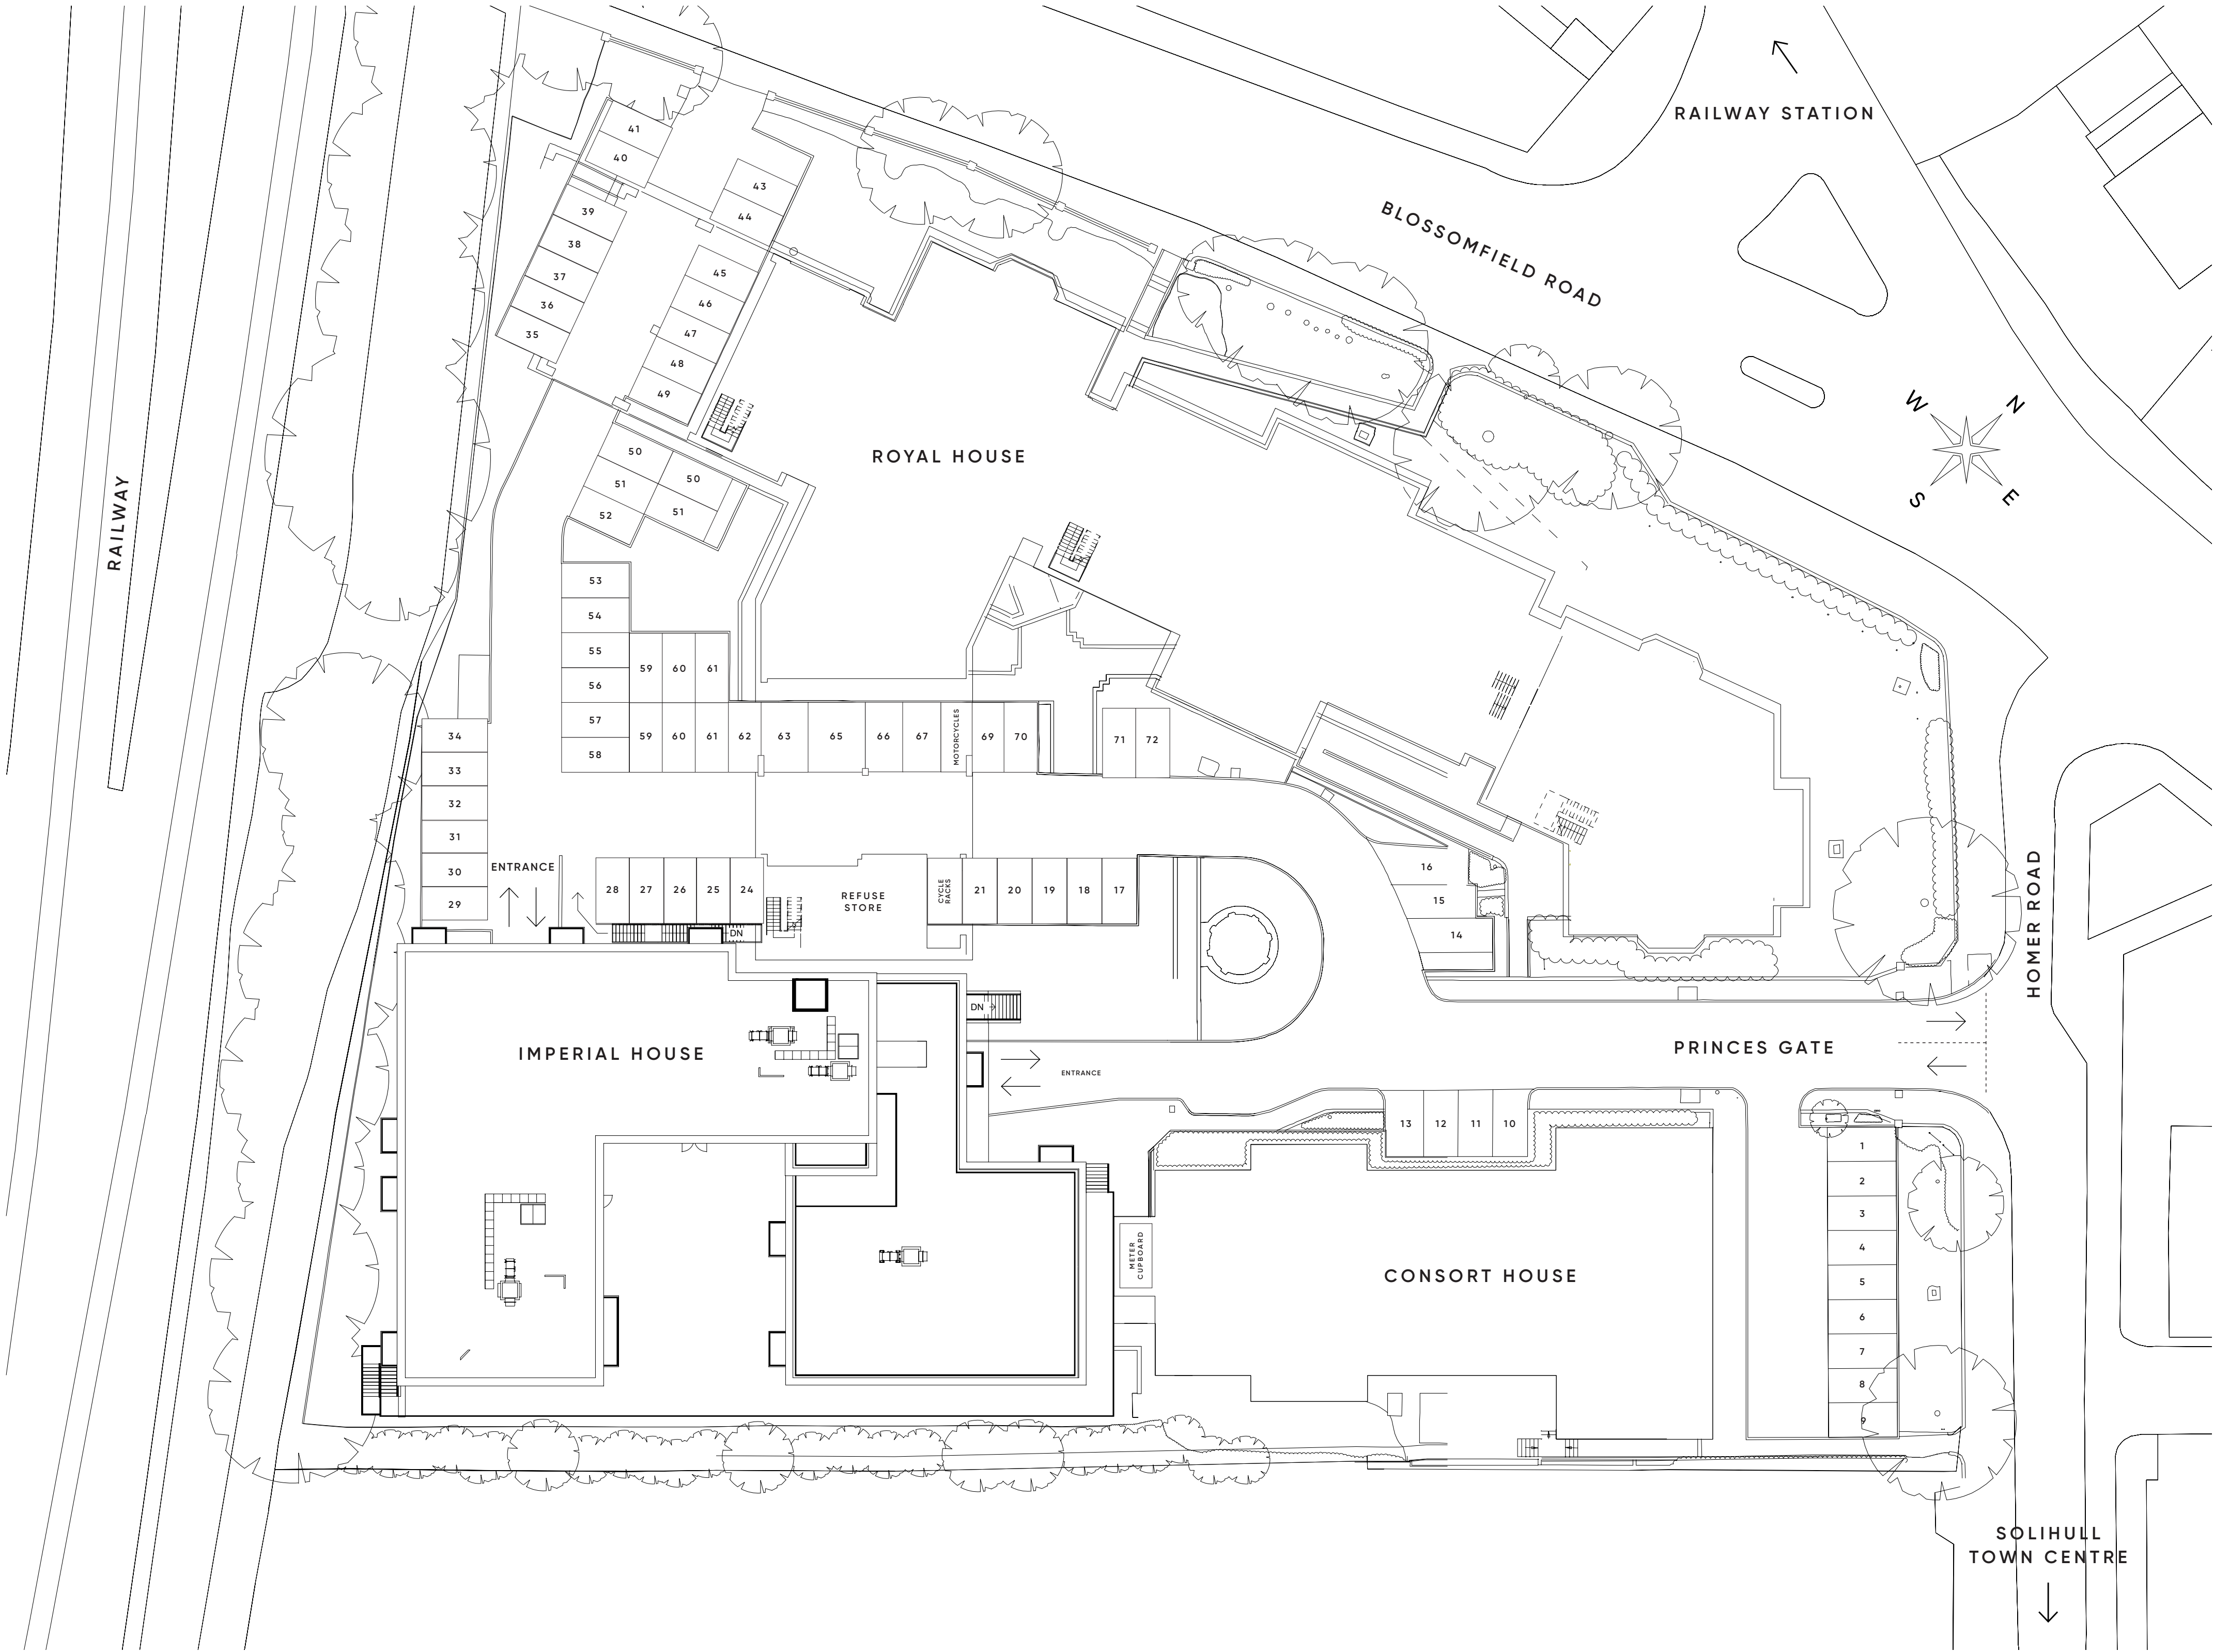 RAILWAY STATION
BLOSSOMFIELD ROAD
W
N
S
E
RAILWAY
41
40
43
44
39
38
37
36
35
45
46
47
48
49
ROYAL HOUSE
50
51
52
50
51
53
54
55
56
57
58
59
60
61
59
60
61
62
63
65
66
67
MOTORCYCLES
69
70
71
72
34
33
32
31
30
29
ENTRANCE
28
27
26
25
24
DN
REFUSE
STORE
CYCLE
RACKS
21
20
19
18
17
16
15
14
HOMER ROAD
IMPERIAL HOUSE
DN
ENTRANCE
PRINCES GATE
13
12
11
10
1
2
3
4
5
6
7
8
9
METER
CUPBOARD
CONSORT HOUSE
SOLIHULL
TOWN CENTRE